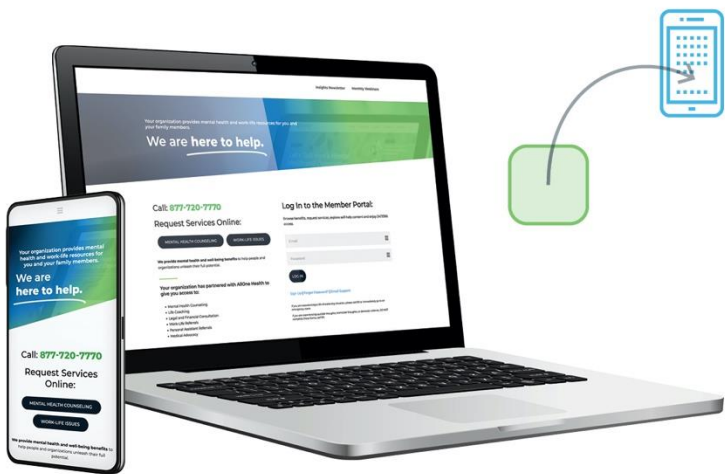 Insights Newsletter Monthly Webinars
Your organization provides mental health and work-life resources for you and
your family members.
We are here to help.
Call: 877-720-7770
Request Services Online:
MENTAL HEALTH COUNSELING WORK-LIFE ISSUES
We provide mental health and well-being benefits to help people and
organizations unleash their full potential.
Your organization has partnered with AllOne Health to
give you access to:
• Mental Health Counseling
• Life Coaching
• Legal and Financial Consultation
• Work-Life Referrals
• Personal Assistant Referrals
• Medical Advocacy
Log in to the Member Portal:
Email
Password
LOG IN
Your organization provides mental
health and work-life resources for
you and your family members.
We are
here to help.
Call: 877-720-7770
Request Services
Online:
MENTAL HEALTH COUNSELING
WORK-LIFE ISSUES
We provide mental health and well-being benefits to
help people and organizations unleash their full
potential.